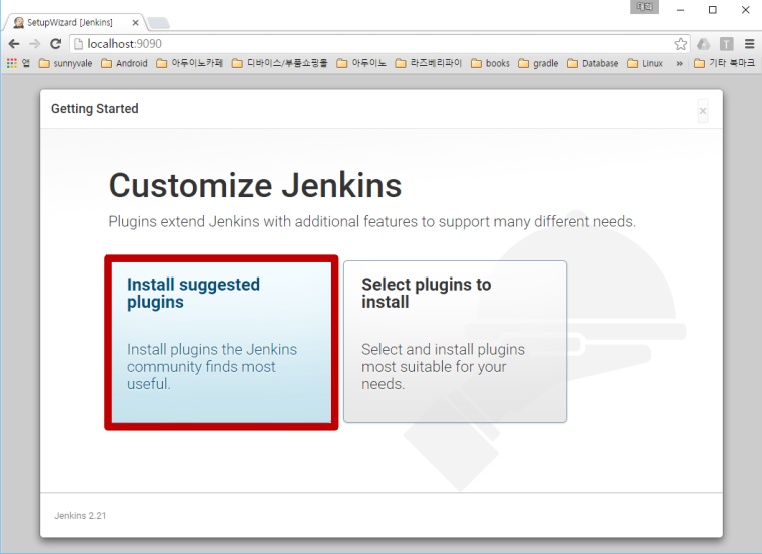 태희
SetupWizard [Jenkins]
localhost:9090
앱 sunnyvale Android 아두이노카페 디바이스/부품쇼핑몰 아두이노 라즈베리파이 books gradle Database Linux » 기타 북마크
Getting Started
Customize Jenkins
Plugins extend Jenkins with additional features to support many different needs.
Install suggested
plugins
Install plugins the Jenkins
community finds most
useful.
Select plugins to
install
Select and install plugins
most suitable for your
needs.
Jenkins 2.21